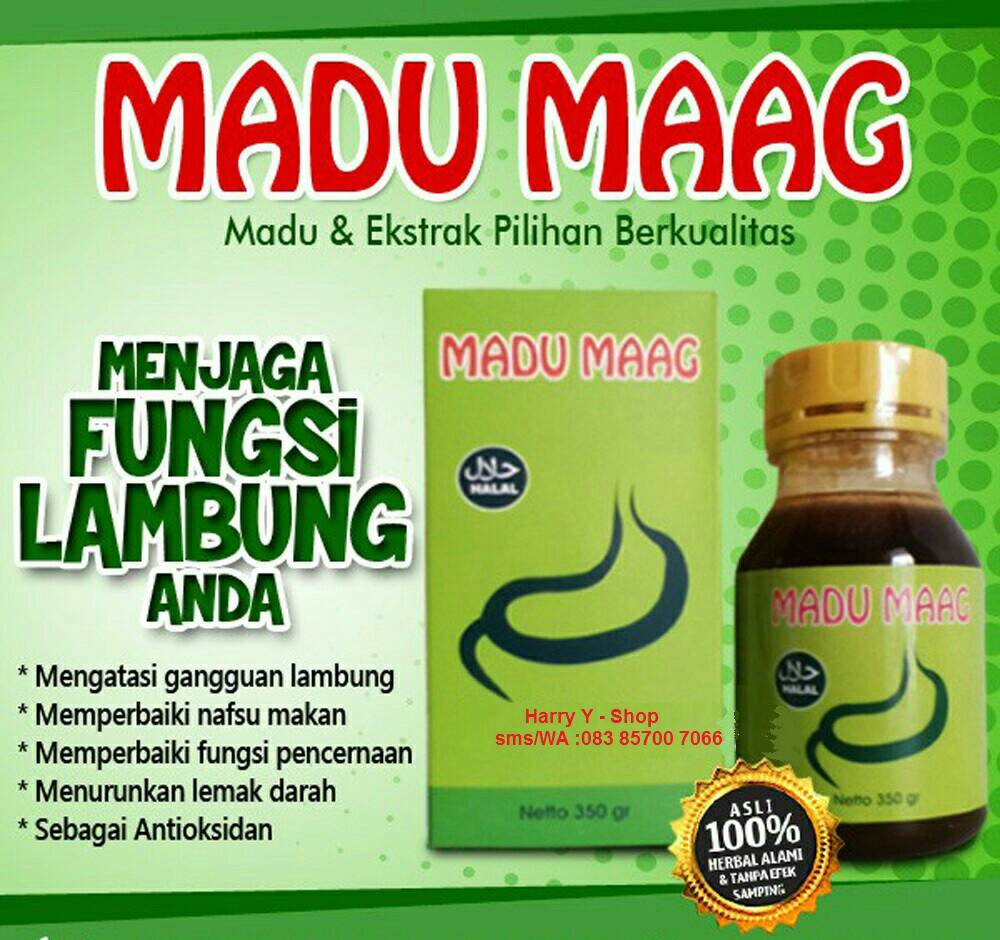 MADU MAAG
Madu & Ekstrak Pilihan Berkualitas
MENJAGA
FUNGSi
LAMBUNG
ANDA
* Mengatasi gangguan lambung
* Memperbaiki nafsu makan
* Memperbaiki fungsi pencernaan
* Menurunkan lemak darah
* Sebagai Antioksidan
MADU MAAG
حلال
HALAL
Harry Y - Shop
sms/WA :083 85700 7066
Netto 350 gr
MADU MAAG
حلال
HALAL
Netto 350 gr
ASLI
100%
HERBAL ALAMI
& TANPA EFEK
SAMPING